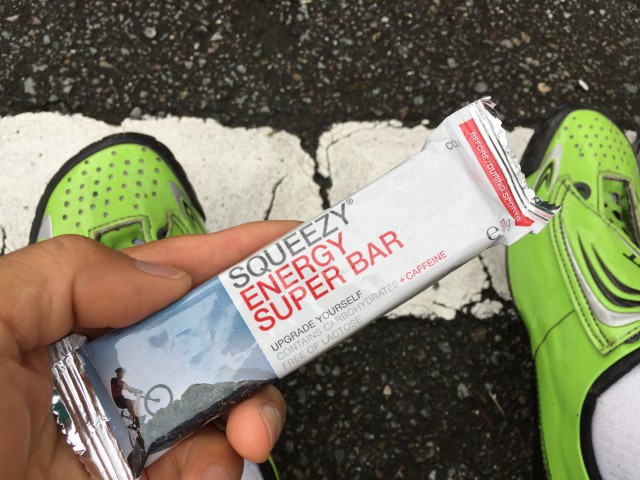 SQUEEZY®
ENERGY
SUPER BAR
UPGRADE YOURSELF
CONTAINS CARBOHYDRATES + CAFFEINE
FREE OF LACTOSE
BEFORE/DURING SPORTS
e